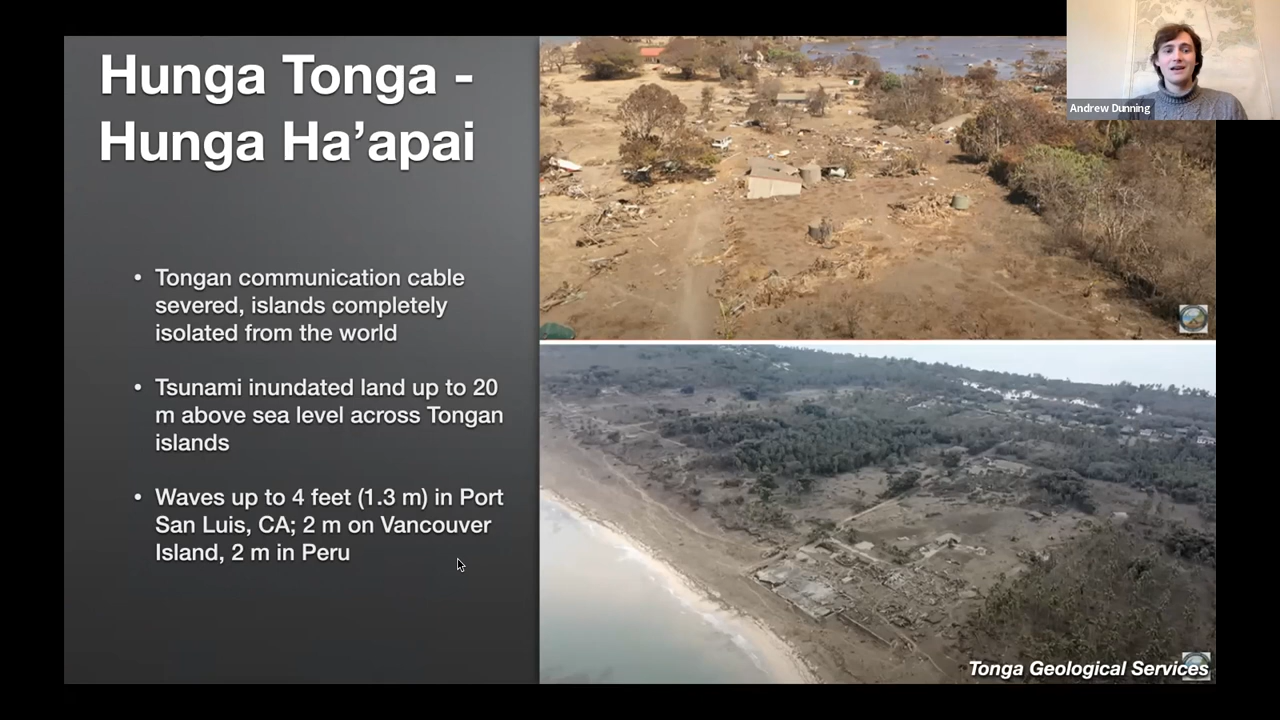 Hunga Tonga -
Hunga Ha’apai
• Tongan communication cable
severed, islands completely
isolated from the world
• Tsunami inundated land up to 20
m above sea level across Tongan
islands
• Waves up to 4 feet (1.3 m) in Port
San Luis, CA; 2 m on Vancouver
Island, 2 m in Peru
Andrew Dunning
Tonga Geological Services